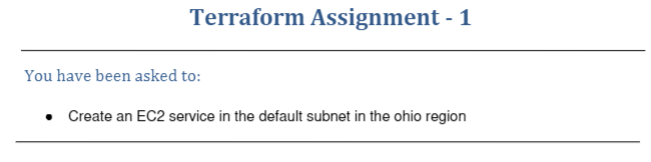 Terraform Assignment - 1
You have been asked to:
● Create an EC2 service in the default subnet in the ohio region